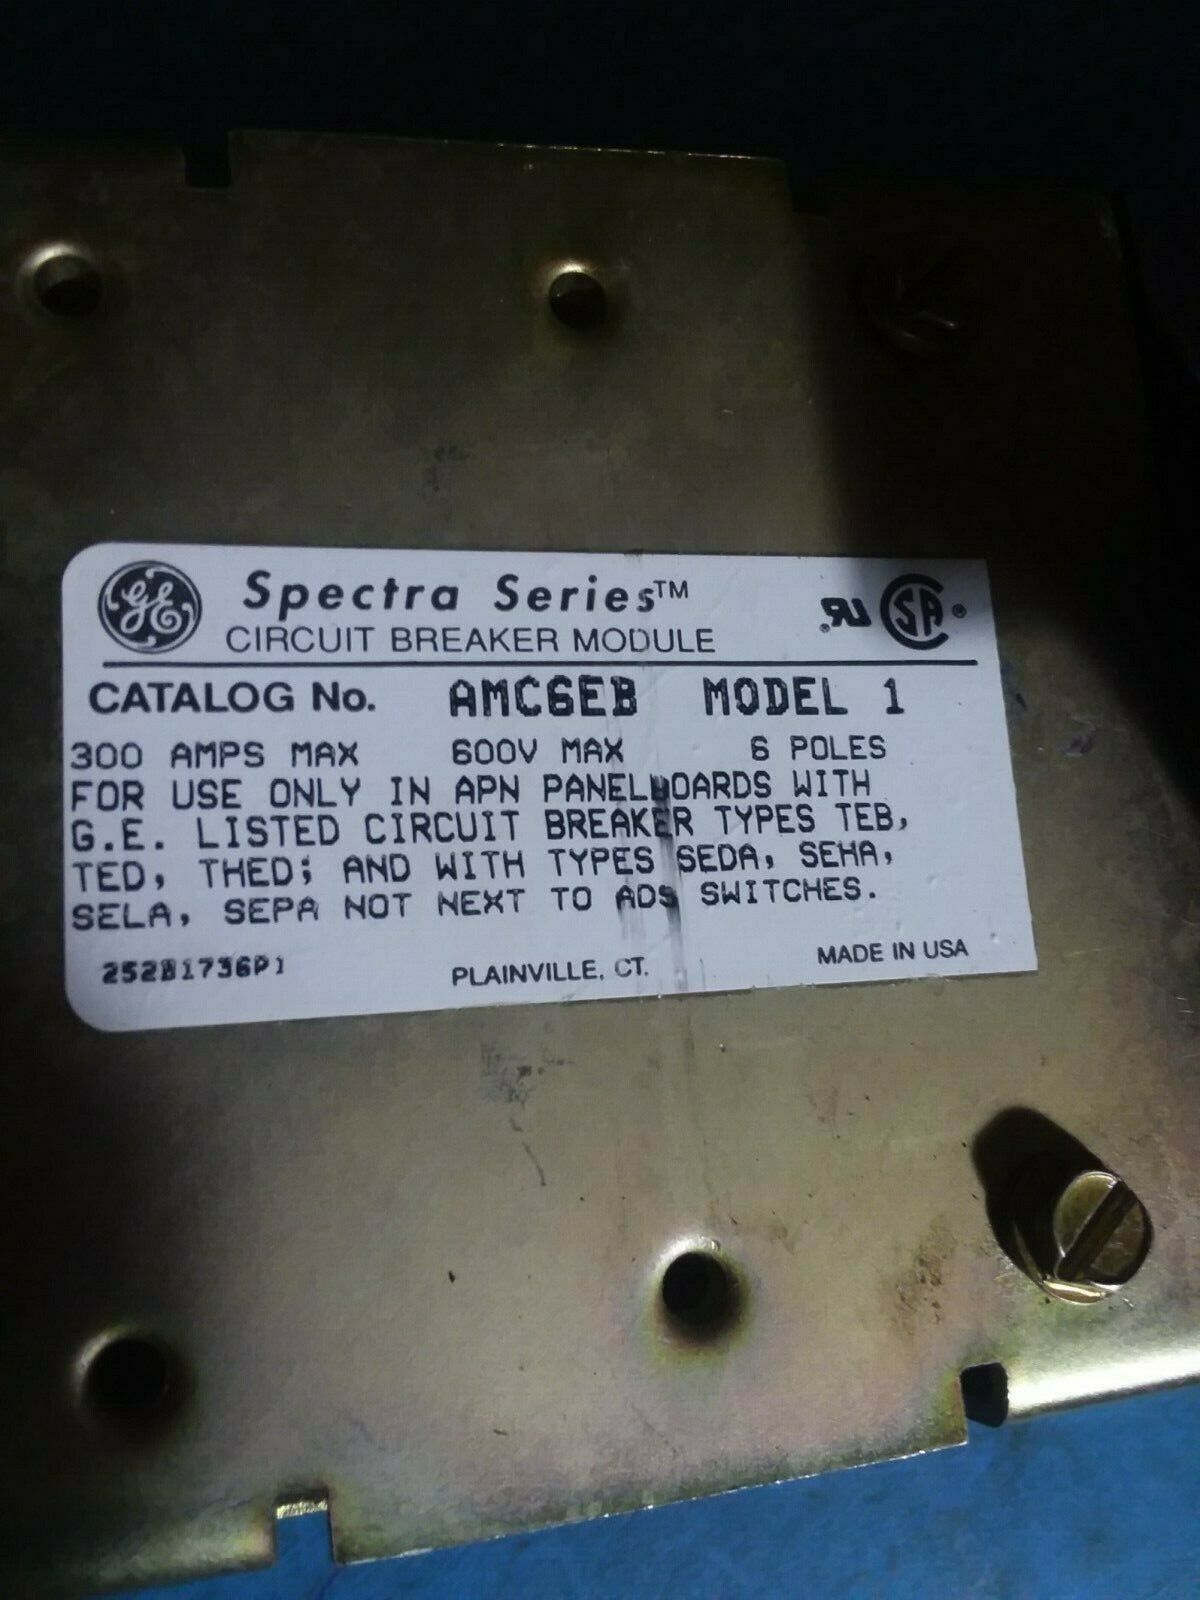 GE Spectra Series™
CIRCUIT BREAKER MODULE
RU® SA®
CATALOG No. AMC6EB MODEL 1
300 AMPS MAX 600V MAX 6 POLES
FOR USE ONLY IN APN PANELBOARDS WITH
G.E. LISTED CIRCUIT BREAKER TYPES TEB,
TED, THED; AND WITH TYPES SEDA, SEHA,
SELA, SEPA NOT NEXT TO ADS SWITCHES.
252B1736P1 PLAINVILLE, CT. MADE IN USA